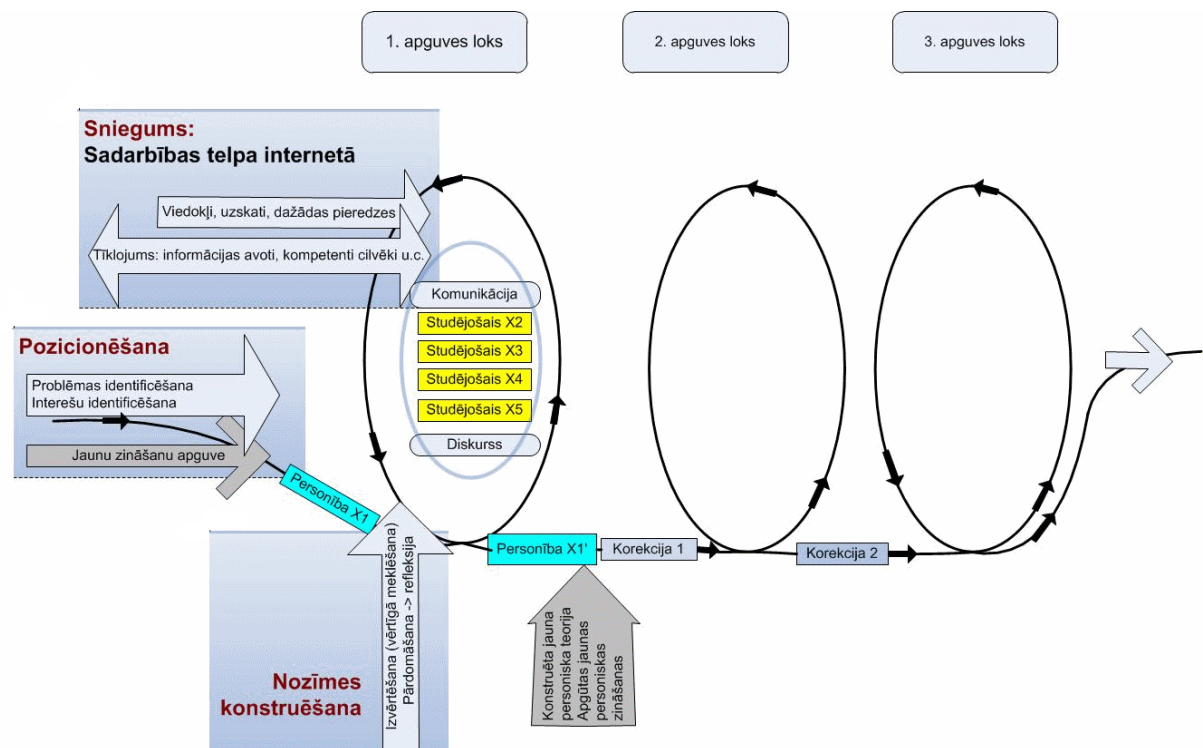 1. apguves loks
2. apguves loks
3. apguves loks
Sniegums:
Sadarbības telpa internetā
Viedokļi, uzskati, dažādas pieredzes
Tīklojums: informācijas avoti, kompetenti cilvēki u.c.
Komunikācija
Studējošais X2
Studējošais X3
Studējošais X4
Studējošais X5
Diskurss
Pozicionēšana
Problēmas identificēšana
Interešu identificēšana
Jaunu zināšanu apguve
Personība X1
Personība X1'
Korekcija 1
Korekcija 2
Nozīmes
konstruēšana
Izvērtēšana (vērtīgā meklēšana)
Pārdomāšana -> refleksija
Konstruēta jauna
personiska teorija
Apgūtas jaunas
personiskas
zināšanas